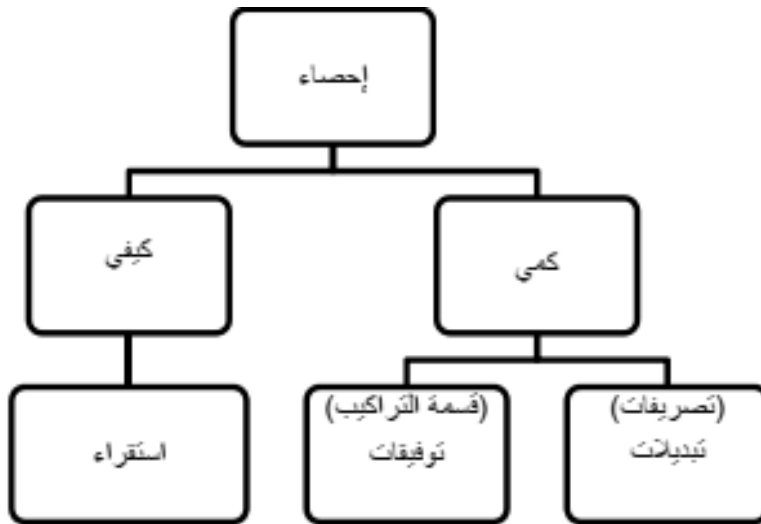 إحصاء
كمي
كيفي
(تصريفات)
تبديلات
(قسمة التراكيب)
توفيقات
استقراء